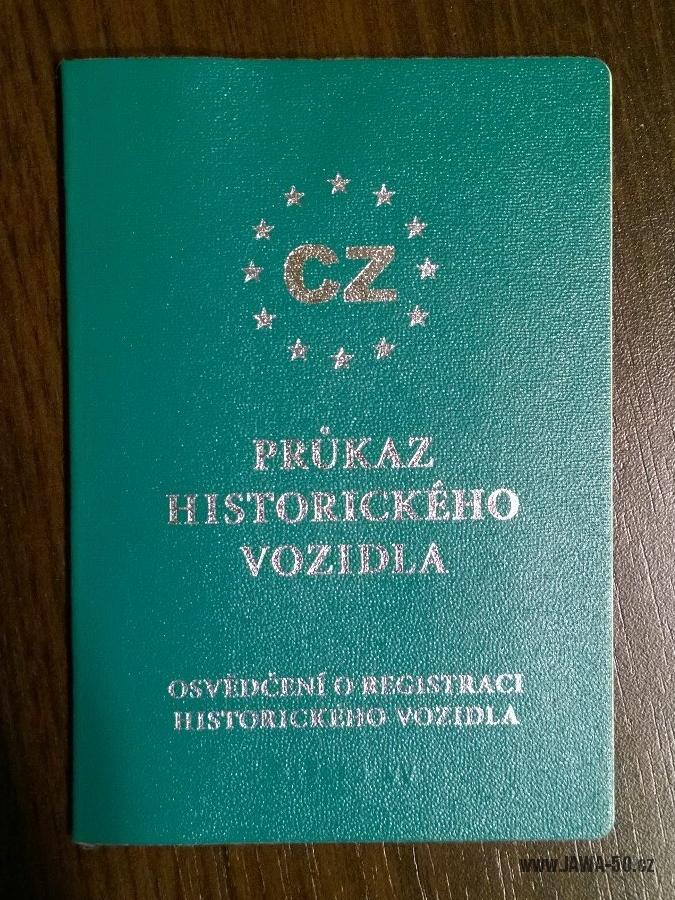 CZ
PRŮKAZ
HISTORICKÉHO
VOZIDLA
OSVĚDČENÍ O REGISTRACI
HISTORICKÉHO VOZIDLA
www.JAWA-50.cz